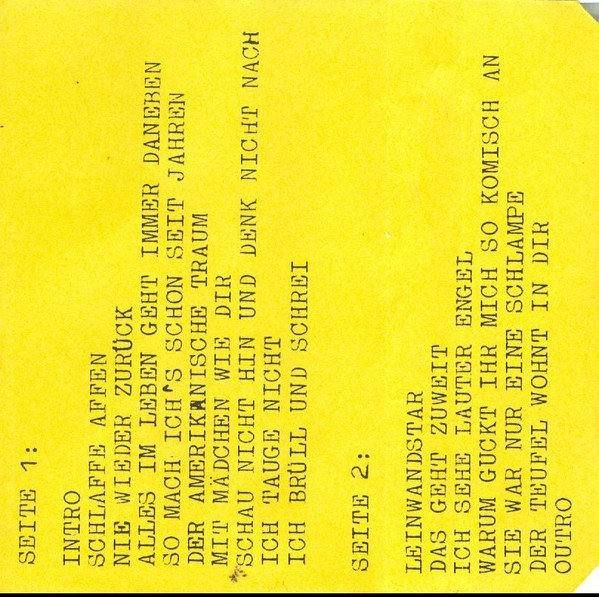 SEITE 1:
INTRO
SCHLAFFE AFFEN
NIE WIEDER ZURÜCK
ALLES IM LEBEN GEHT IMMER DANEBEN
SO MACH ICH'S SCHON SEIT JAHREN
DER AMERIKANISCHE TRAUM
MIT MÄDCHEN WIE DIR
SCHAU NICHT HIN UND DENK NICHT NACH
ICH TAUGE NICHT
ICH BRÜLL UND SCHREI
SEITE 2:
LEINWANDSTAR
DAS GEHT ZUWEIT
ICH SEHE LAUTER ENGEL
WARUM GUCKT IHR MICH SO KOMISCH AN
SIE WAR NUR EINE SCHLAMPE
DER TEUFEL WOHNT IN DIR
OUTRO